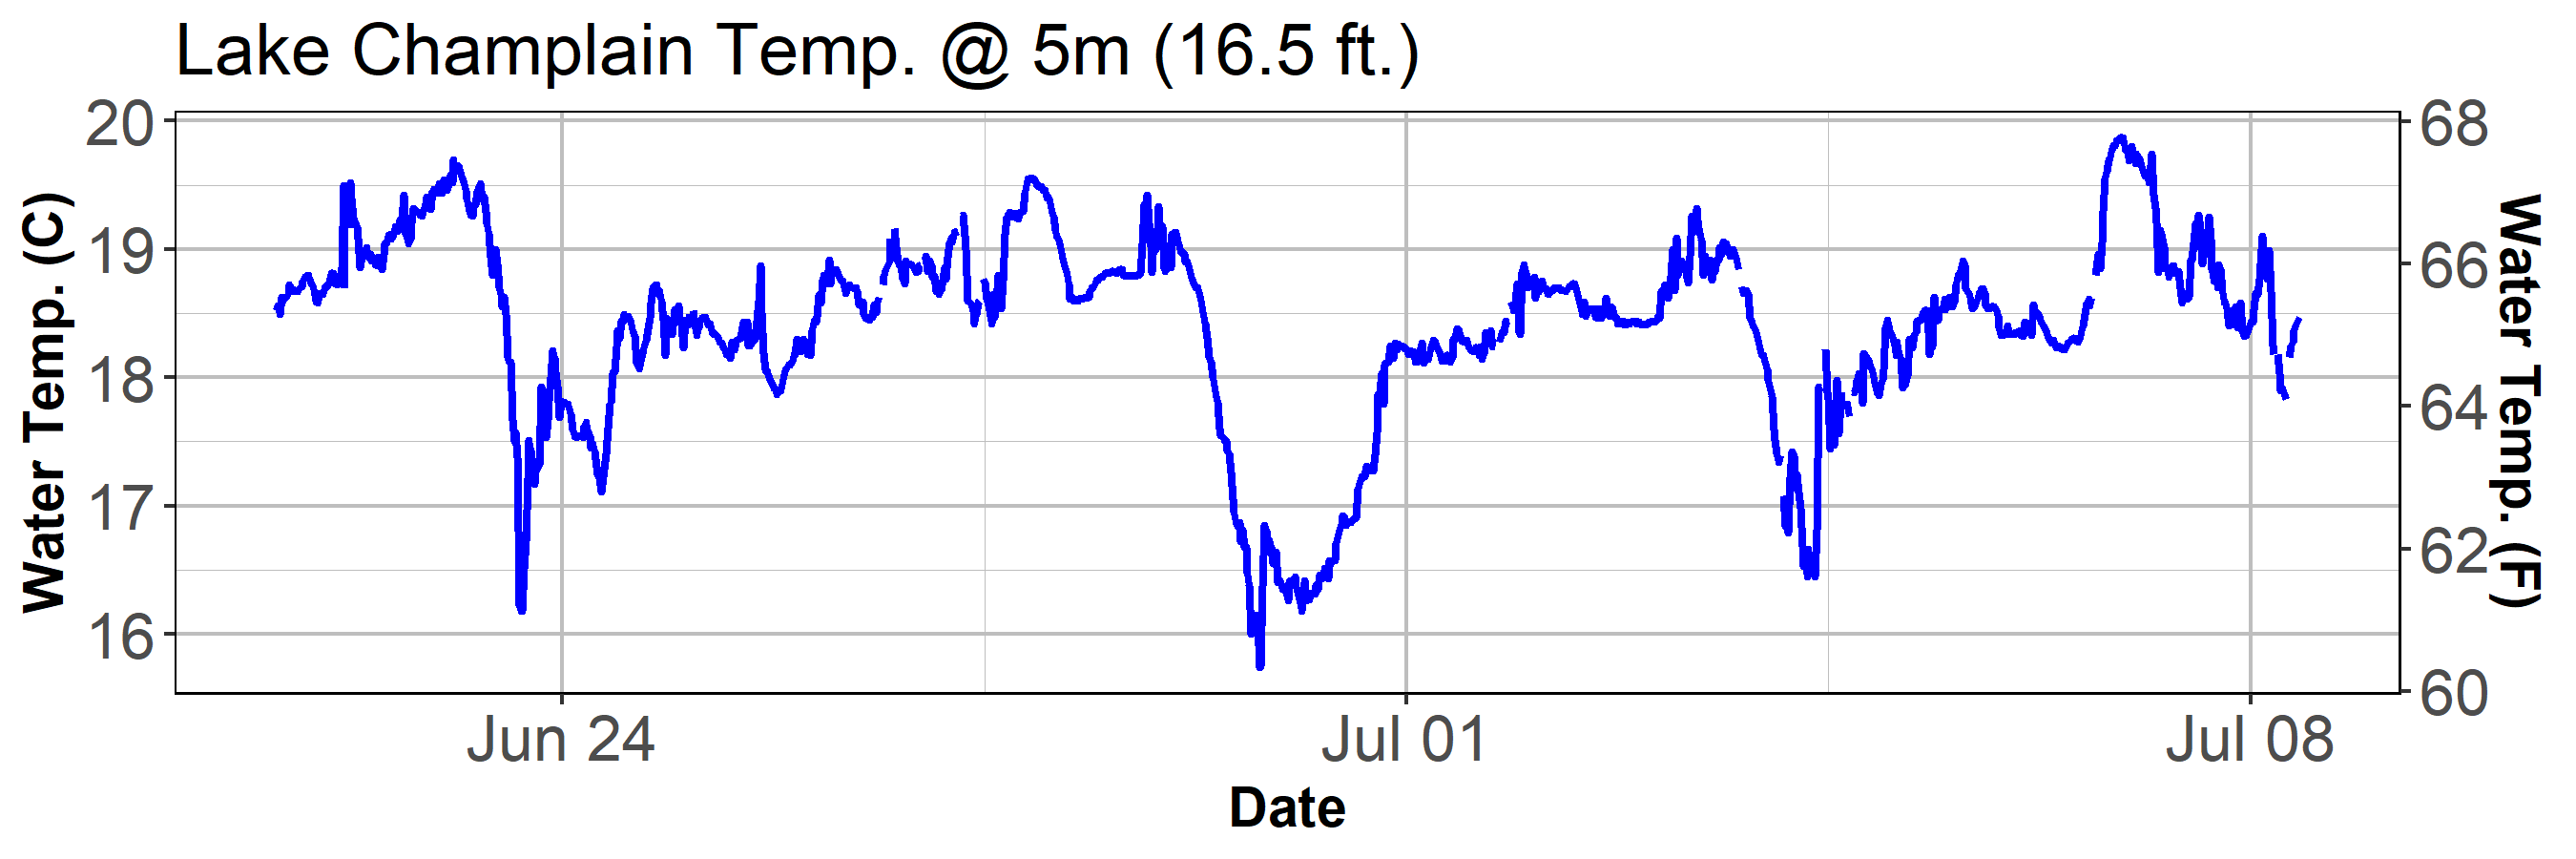 Lake Champlain Temp. @ 5m (16.5 ft.)
Water Temp. (C)
20
19
18
17
16
68
66
64
62
60
Water Temp. (F)
Jun 24
Jul 01
Jul 08
Date